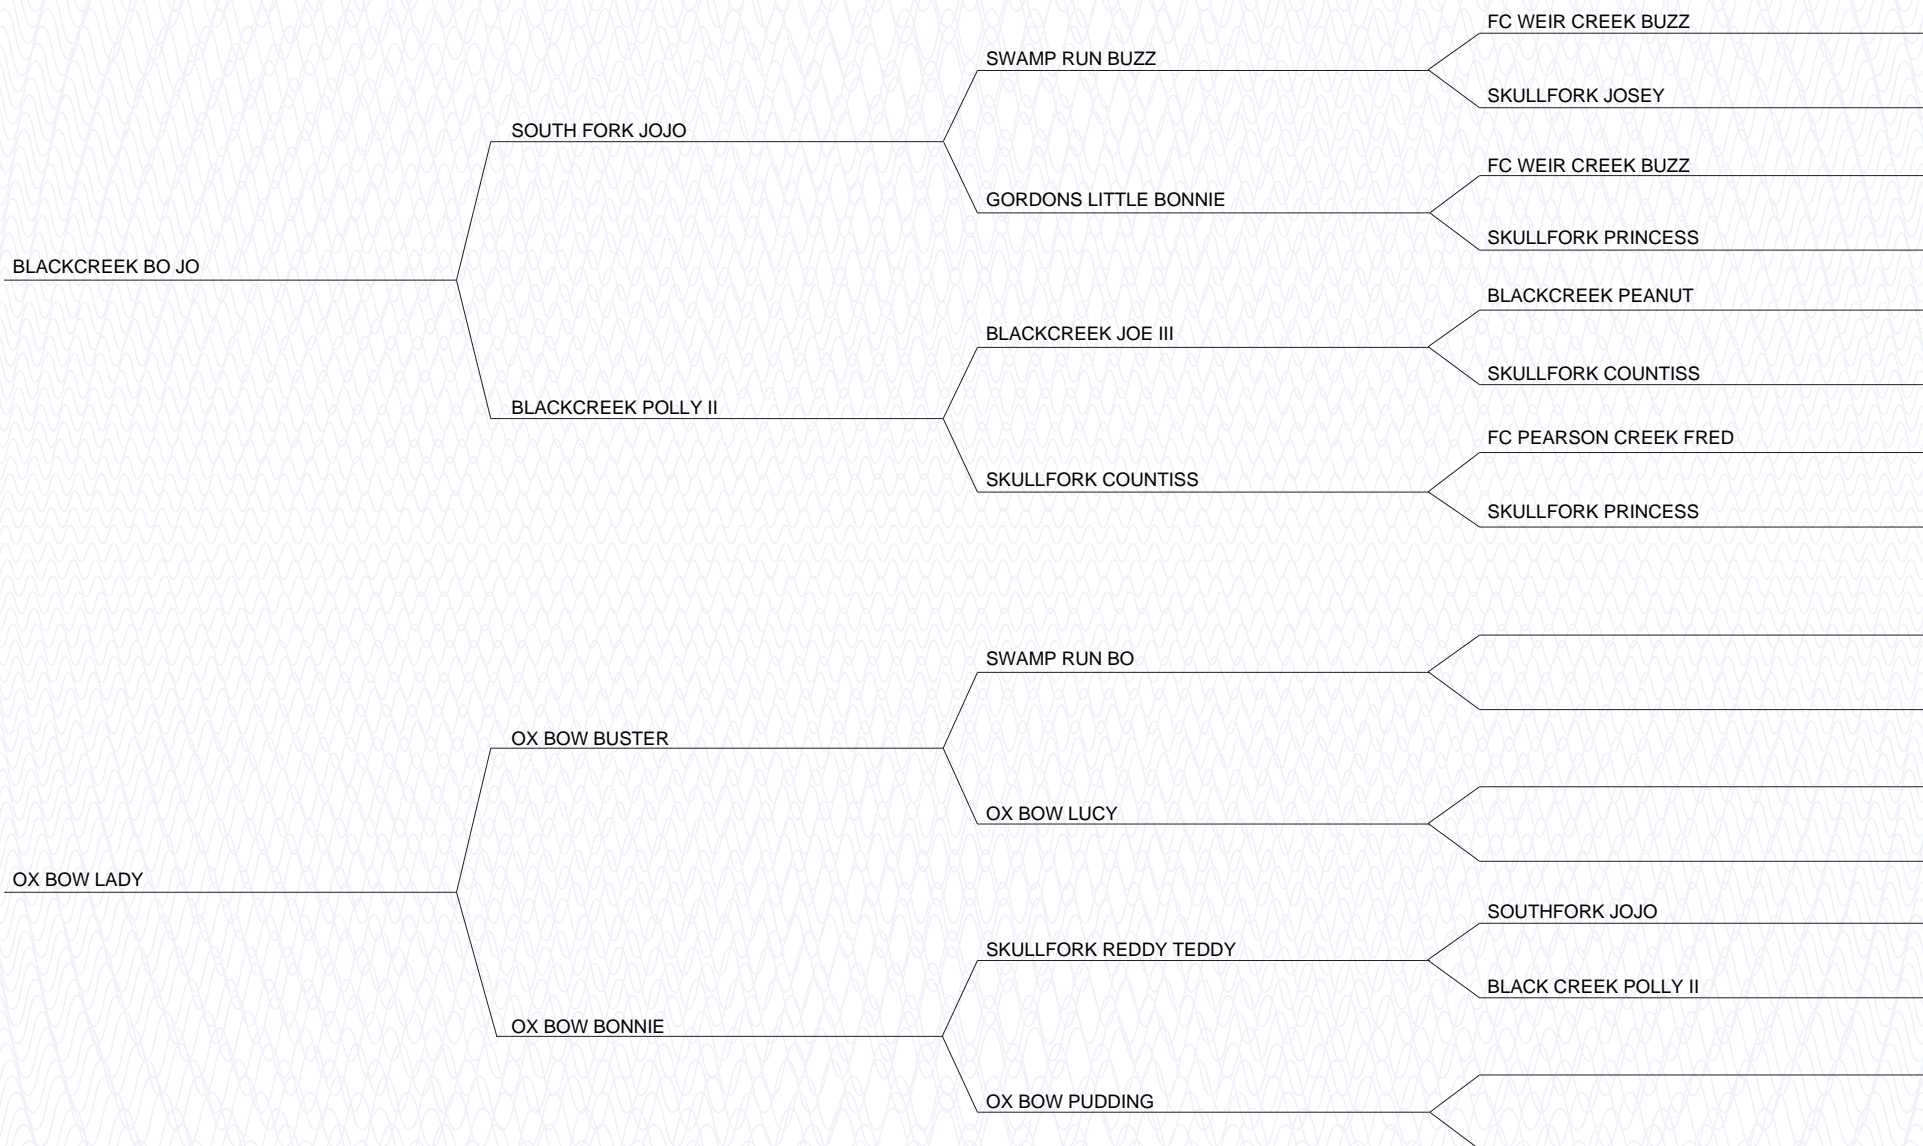 FC WEIR CREEK BUZZ
SWAMP RUN BUZZ
SKULLFORK JOSEY
SOUTH FORK JOJO
FC WEIR CREEK BUZZ
GORDONS LITTLE BONNIE
SKULLFORK PRINCESS
BLACKCREEK BO JO
BLACKCREEK PEANUT
BLACKCREEK JOE III
SKULLFORK COUNTISS
BLACKCREEK POLLY II
FC PEARSON CREEK FRED
SKULLFORK COUNTISS
SKULLFORK PRINCESS
SWAMP RUN BO
OX BOW BUSTER
OX BOW LUCY
OX BOW LADY
SOUTHFORK JOJO
SKULLFORK REDDY TEDDY
BLACK CREEK POLLY II
OX BOW BONNIE
OX BOW PUDDING